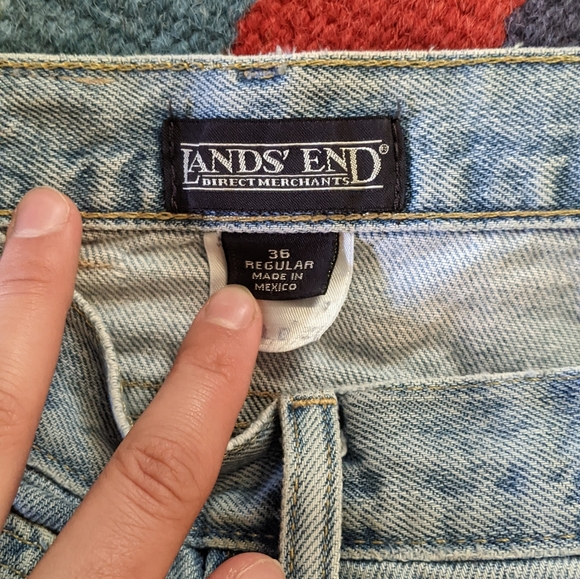 LANDS' END®
DIRECT MERCHANTS
36
REGULAR
MADE IN
MEXICO